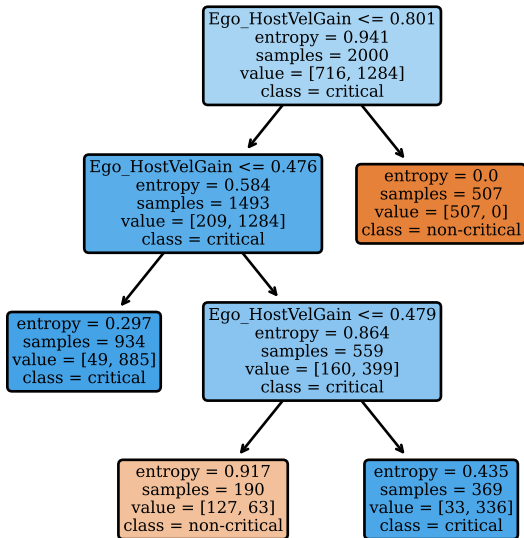 Ego_HostVelGain <= 0.801
entropy = 0.941
samples = 2000
value = [716, 1284]
class = critical
Ego_HostVelGain <= 0.476
entropy = 0.584
samples = 1493
value = [209, 1284]
class = critical
entropy = 0.0
samples = 507
value = [507, 0]
class = non-critical
entropy = 0.297
samples = 934
value = [49, 885]
class = critical
Ego_HostVelGain <= 0.479
entropy = 0.864
samples = 559
value = [160, 399]
class = critical
entropy = 0.917
samples = 190
value = [127, 63]
class = non-critical
entropy = 0.435
samples = 369
value = [33, 336]
class = critical